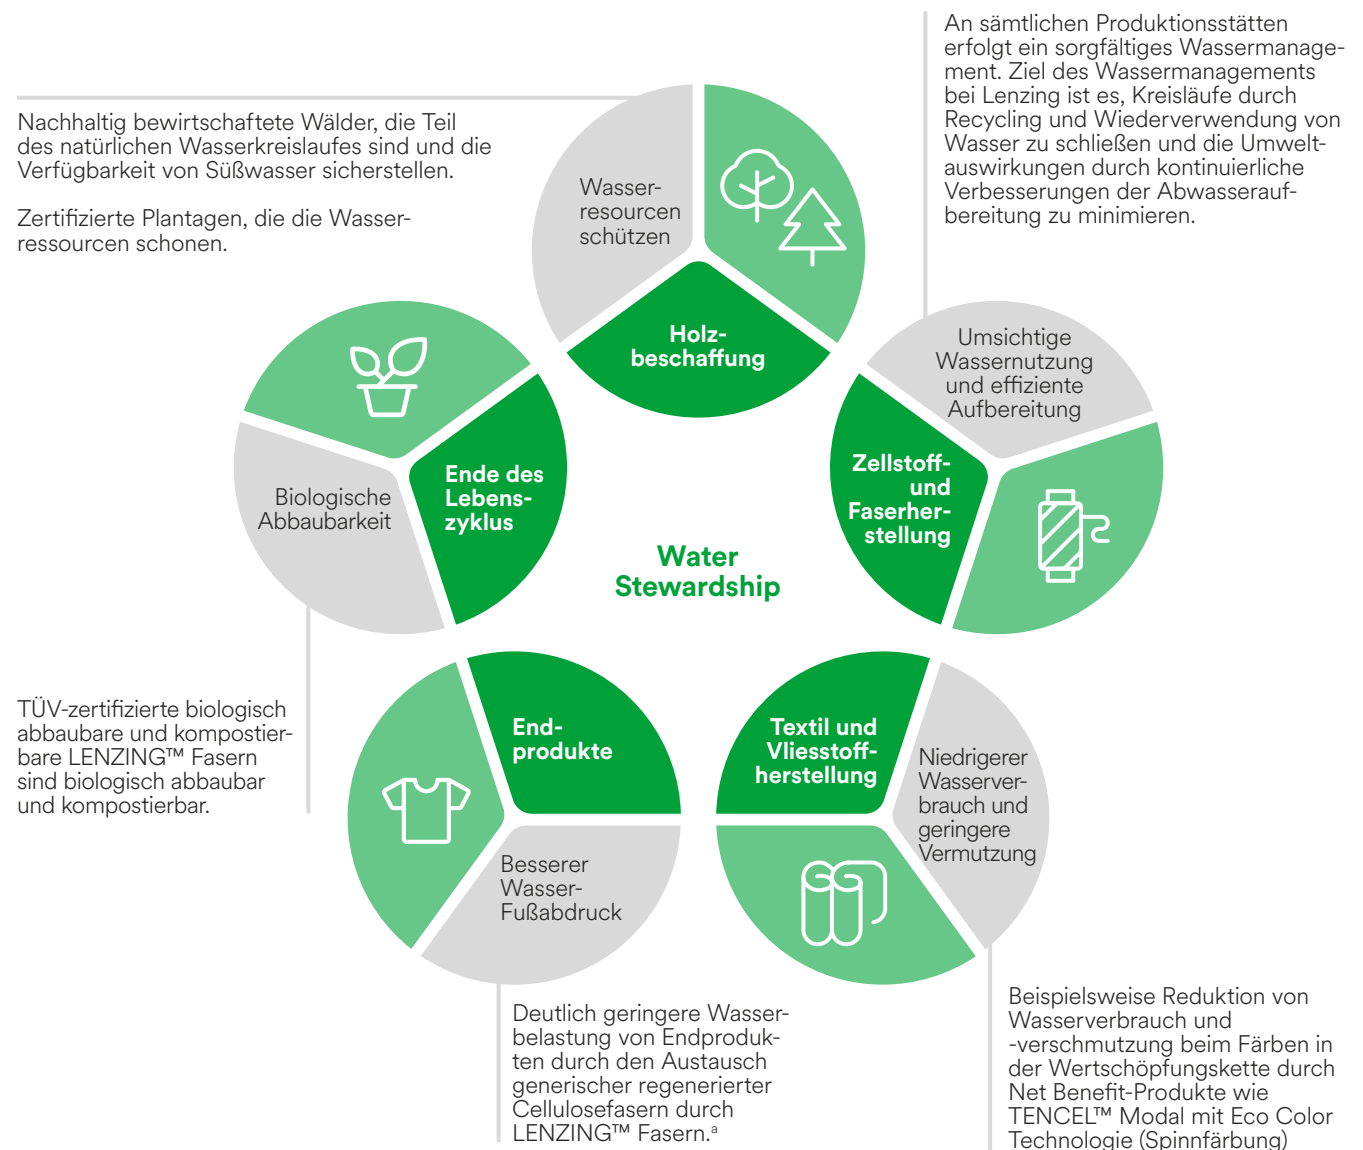 Nachhaltig bewirtschaftete Wälder, die Teil
des natürlichen Wasserkreislaufes sind und die
Verfügbarkeit von Süßwasser sicherstellen.
Zertifizierte Plantagen, die die Wasser-
ressourcen schonen.
Wasser-
resourcen
schützen
Holz-
beschaffung
An sämtlichen Produktionsstätten
erfolgt ein sorgfältiges Wassermanage-
ment. Ziel des Wassermanagements
bei Lenzing ist es, Kreisläufe durch
Recycling und Wiederverwendung von
Wasser zu schließen und die Umwelt-
auswirkungen durch kontinuierliche
Verbesserungen der Abwasserauf-
bereitung zu minimieren.
Umsichtige
Wassernutzung
und effiziente
Aufbereitung
Zellstoff-
und
Faserher-
stellung
Ende des
Lebens-
zyklus
Biologische
Abbaubarkeit
Water
Stewardship
TÜV-zertifizierte biologisch
abbaubare und kompostier-
bare LENZING™ Fasern
sind biologisch abbaubar
und kompostierbar.
End-
produkte
Besserer
Wasser-
Fußabdruck
Textil und
Vliesstoff-
herstellung
Niedrigerer
Wasserver-
brauch und
geringere
Vermutzung
Deutlich geringere Wasser-
belastung von Endproduk-
ten durch den Austausch
generischer regenerierter
Cellulosefasern durch
LENZING™ Fasern.ᵃ
Beispielsweise Reduktion von
Wasserverbrauch und
-verschmutzung beim Färben in
der Wertschöpfungskette durch
Net Benefit-Produkte wie
TENCEL™ Modal mit Eco Color
Technologie (Spinnfärbung)